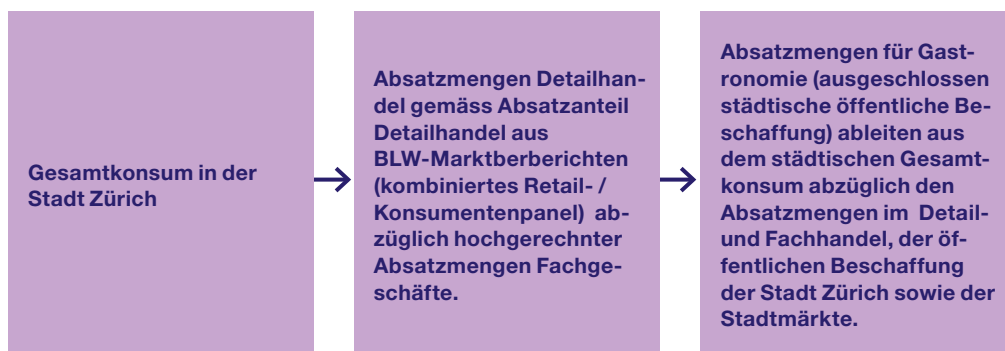 Gesamtkonsum in der
Stadt Zürich
Absatzmengen Detailhan-
del gemäss Absatzanteil
Detailhandel aus
BLW-Marktberberichten
(kombiniertes Retail- /
Konsumentenpanel) ab-
züglich hochgerechnter
Absatzmengen Fachge-
schäfte.
Absatzmengen für Gast-
ronomie (ausgeschlossen
städtische öffentliche Be-
schaffung) ableiten aus
dem städtischen Gesamt-
konsum abzüglich den
Absatzmengen im Detail-
und Fachhandel, der öf-
fentlichen Beschaffung
der Stadt Zürich sowie der
Stadtmärkte.